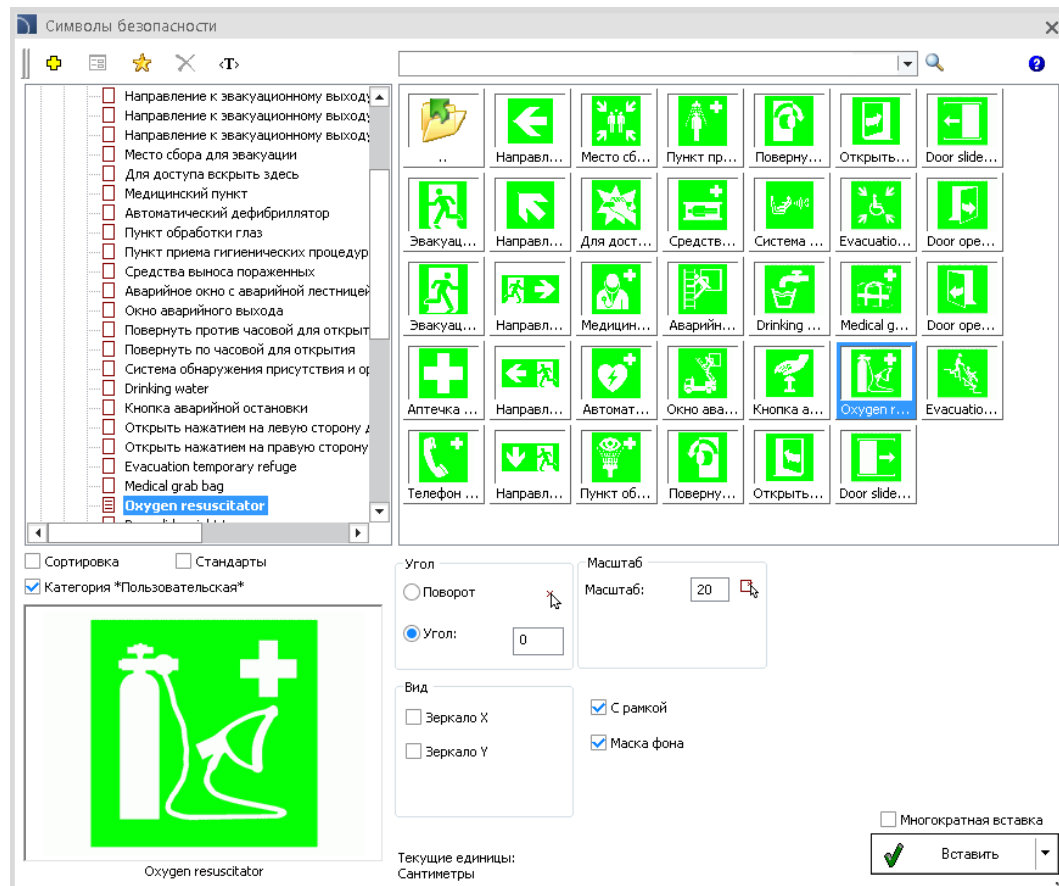 Символы безопасности
<T>
Направление к эвакуационному выходу
Направление к эвакуационному выходу
Направление к эвакуационному выходу
Место сбора для эвакуации
Для доступа вскрыть здесь
Медицинский пункт
Автоматический дефибриллятор
Пункт обработки глаз
Пункт приема гигиенических процедур
Средства выноса пораженных
Аварийное окно с аварийной лестницей
Окно аварийного выхода
Повернуть против часовой для открыт
Повернуть по часовой для открытия
Система обнаружения присутствия и ор
Drinking water
Кнопка аварийной остановки
Открыть нажатием на левую сторону д
Открыть нажатием на правую сторону
Evacuation temporary refuge
Medical grab bag
Oxygen resuscitator
.. Направл... Место сб... Пункт пр... Поверну... Открыть... Door slide...
Эвакуац... Направл... Для дост... Средств... Система ... Evacuatio... Door ope...
Эвакуац... Направл... Медицин... Аварийн... Drinking ... Medical g... Door ope...
Аптечка ... Направл... Автомат... Окно ава... Кнопка а... Oxygen r... Evacuatio...
Телефон ... Направл... Пункт об... Поверну... Открыть... Door slide...
Сортировка Стандарты
Категория *Пользовательская*
Oxygen resuscitator
Угол
Поворот
Угол: 0
Масштаб
Масштаб: 20
Вид
Зеркало X
Зеркало Y
С рамкой
Маска фона
Текущие единицы:
Сантиметры
Многократная вставка
Вставить